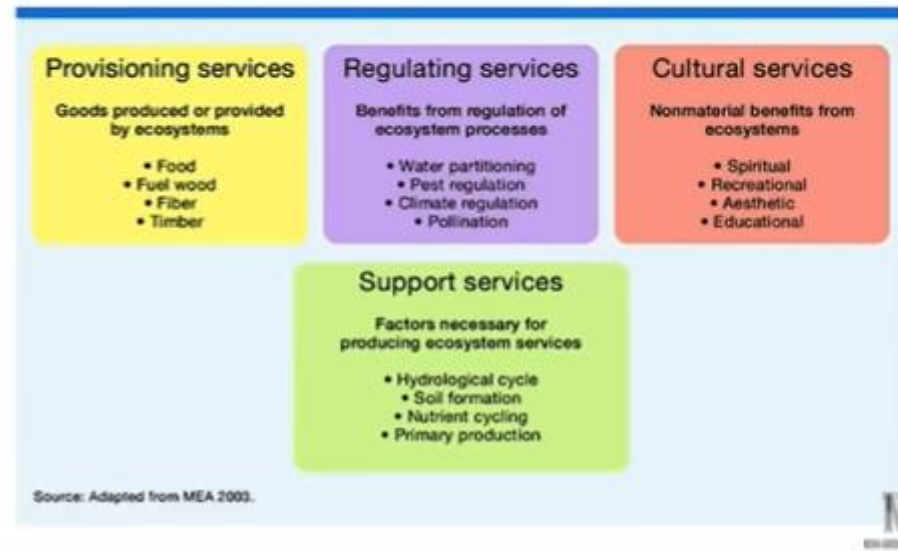 Provisioning services
Goods produced or provided
by ecosystems
• Food
• Fuel wood
• Fiber
• Timber
Regulating services
Benefits from regulation of
ecosystem processes
• Water partitioning
• Pest regulation
• Climate regulation
• Pollination
Cultural services
Nonmaterial benefits from
ecosystems
• Spiritual
• Recreational
• Aesthetic
• Educational
Support services
Factors necessary for
producing ecosystem services
• Hydrological cycle
• Soil formation
• Nutrient cycling
• Primary production
Source: Adapted from MEA 2003.